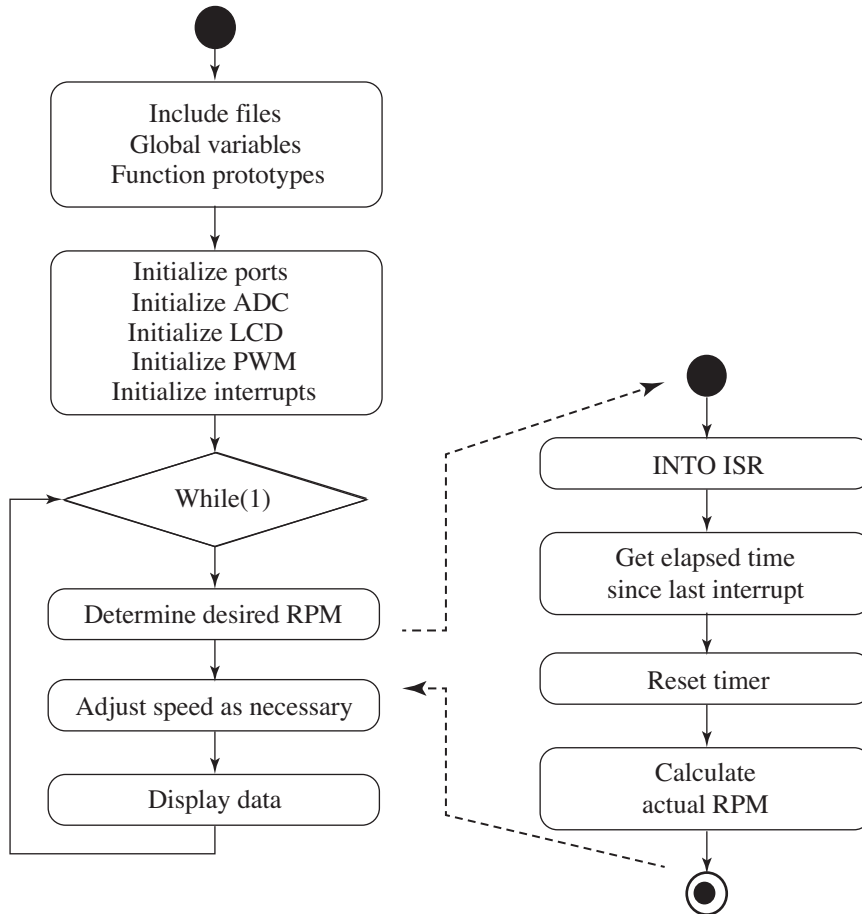 Include files
Global variables
Function prototypes
Initialize ports
Initialize ADC
Initialize LCD
Initialize PWM
Initialize interrupts
While(1)
Determine desired RPM
Adjust speed as necessary
Display data
INTO ISR
Get elapsed time
since last interrupt
Reset timer
Calculate
actual RPM